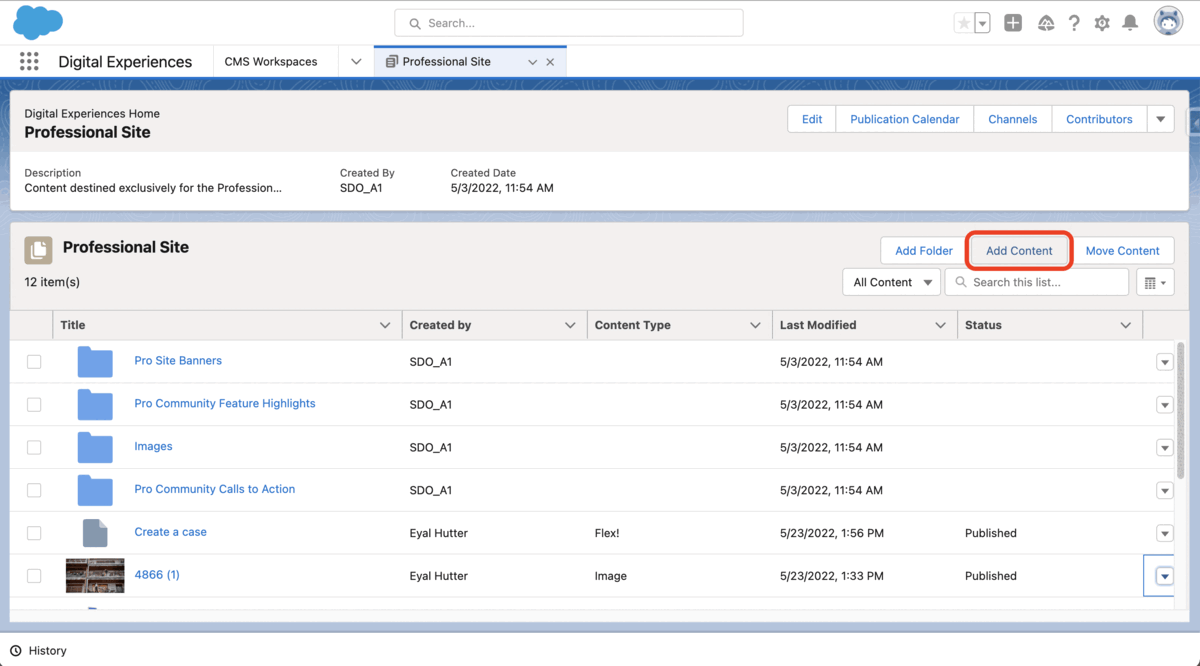 Search...
Digital Experiences
CMS Workspaces
Professional Site
Digital Experiences Home
Professional Site
Edit
Publication Calendar
Channels
Contributors
Description
Created By
Created Date
Content destined exclusively for the Profession...
SDO_A1
5/3/2022, 11:54 AM
Professional Site
Add Folder
Add Content
Move Content
12 item(s)
All Content
Search this list...
Title
Created by
Content Type
Last Modified
Status
Pro Site Banners
SDO_A1
5/3/2022, 11:54 AM
Pro Community Feature Highlights
SDO_A1
5/3/2022, 11:54 AM
Images
SDO_A1
5/3/2022, 11:54 AM
Pro Community Calls to Action
SDO_A1
5/3/2022, 11:54 AM
Create a case
Eyal Hutter
Flex!
5/23/2022, 1:56 PM
Published
4866 (1)
Eyal Hutter
Image
5/23/2022, 1:33 PM
Published
History